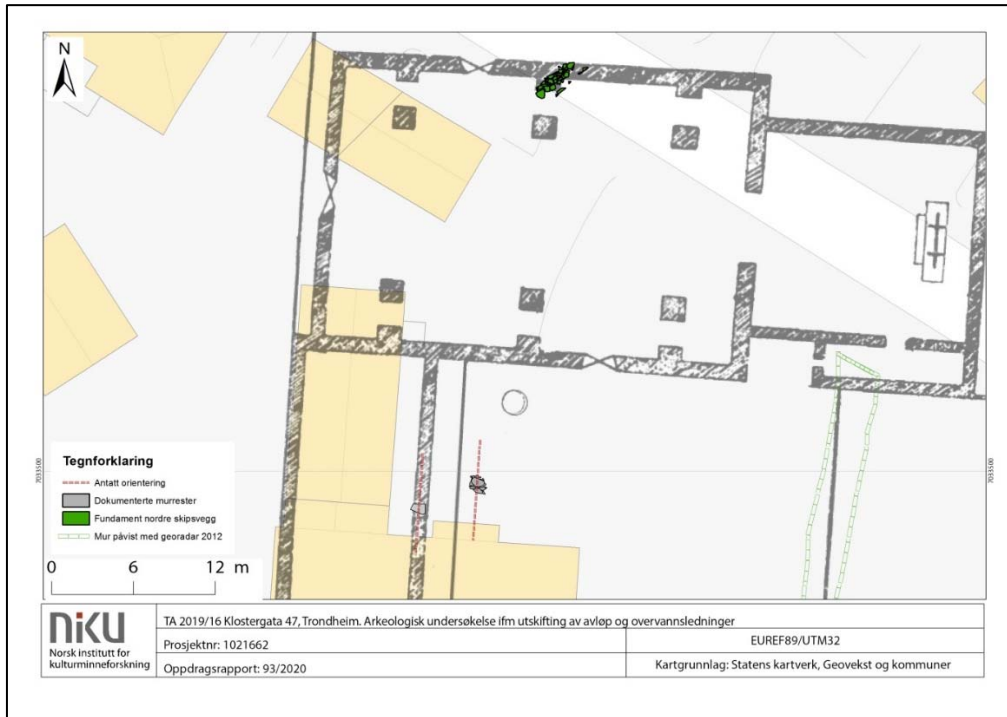 N
7033500
7033500
Tegnforklaring
Antatt orientering
Dokumenterte murrester
Fundament nordre skipsvegg
Mur påvist med georadar 2012
0 6 12 m
niku
Norsk institutt for
kulturminneforskning
TA 2019/16 Klostergata 47, Trondheim. Arkeologisk undersøkelse ifm utskifting av avløp og overvannsledninger
Prosjektnr: 1021662
EUREF89/UTM32
Oppdragsrapport: 93/2020
Kartgrunnlag: Statens kartverk, Geovekst og kommuner